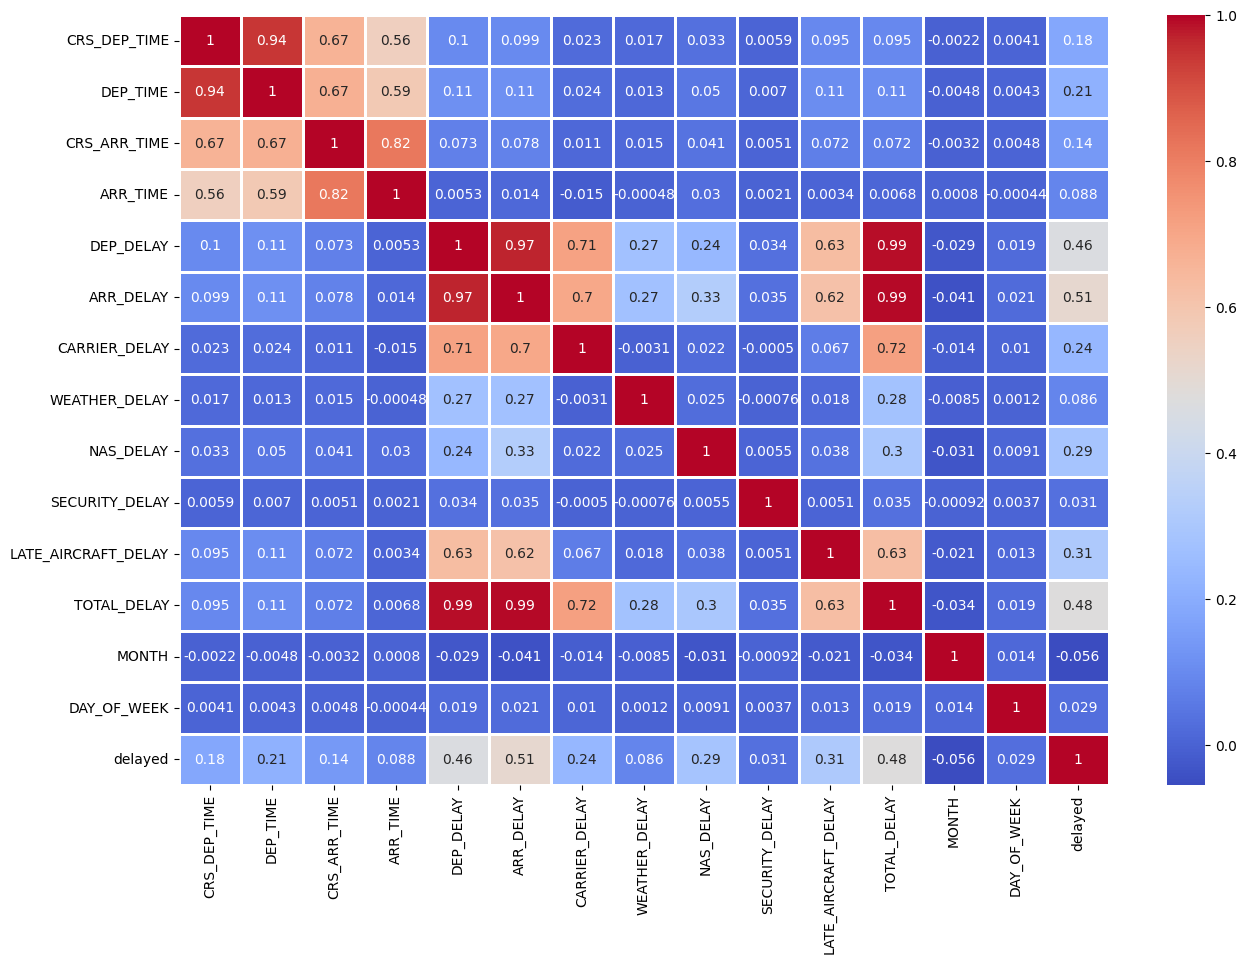 CRS_DEP_TIME 1 0.94 0.67 0.56 0.1 0.099 0.023 0.017 0.033 0.0059 0.095 0.095 -0.0022 0.0041 0.18
DEP_TIME 0.94 1 0.67 0.59 0.11 0.11 0.024 0.013 0.05 0.007 0.11 0.11 -0.0048 0.0043 0.21
CRS_ARR_TIME 0.67 0.67 1 0.82 0.073 0.078 0.011 0.015 0.041 0.0051 0.072 0.072 -0.0032 0.0048 0.14
ARR_TIME 0.56 0.59 0.82 1 0.0053 0.014 -0.015 -0.00048 0.03 0.0021 0.0034 0.0068 0.0008 -0.00044 0.088
DEP_DELAY 0.1 0.11 0.073 0.0053 1 0.97 0.71 0.27 0.24 0.034 0.63 0.99 -0.029 0.019 0.46
ARR_DELAY 0.099 0.11 0.078 0.014 0.97 1 0.7 0.27 0.33 0.035 0.62 0.99 -0.041 0.021 0.51
CARRIER_DELAY 0.023 0.024 0.011 -0.015 0.71 0.7 1 -0.0031 0.022 -0.0005 0.067 0.72 -0.014 0.01 0.24
WEATHER_DELAY 0.017 0.013 0.015 -0.00048 0.27 0.27 -0.0031 1 0.025 -0.00076 0.018 0.28 -0.0085 0.0012 0.086
NAS_DELAY 0.033 0.05 0.041 0.03 0.24 0.33 0.022 0.025 1 0.0055 0.038 0.3 -0.031 0.0091 0.29
SECURITY_DELAY 0.0059 0.007 0.0051 0.0021 0.034 0.035 -0.0005 -0.00076 0.0055 1 0.0051 0.035 -0.00092 0.0037 0.031
LATE_AIRCRAFT_DELAY 0.095 0.11 0.072 0.0034 0.63 0.62 0.067 0.018 0.038 0.0051 1 0.63 -0.021 0.013 0.31
TOTAL_DELAY 0.095 0.11 0.072 0.0068 0.99 0.99 0.72 0.28 0.3 0.035 0.63 1 -0.034 0.019 0.48
MONTH -0.0022 -0.0048 -0.0032 0.0008 -0.029 -0.041 -0.014 -0.0085 -0.031 -0.00092 -0.021 -0.034 1 0.014 -0.056
DAY_OF_WEEK 0.0041 0.0043 0.0048 -0.00044 0.019 0.021 0.01 0.0012 0.0091 0.0037 0.013 0.019 0.014 1 0.029
delayed 0.18 0.21 0.14 0.088 0.46 0.51 0.24 0.086 0.29 0.031 0.31 0.48 -0.056 0.029 1
CRS_DEP_TIME
DEP_TIME
CRS_ARR_TIME
ARR_TIME
DEP_DELAY
ARR_DELAY
CARRIER_DELAY
WEATHER_DELAY
NAS_DELAY
SECURITY_DELAY
LATE_AIRCRAFT_DELAY
TOTAL_DELAY
MONTH
DAY_OF_WEEK
delayed
1.0
0.8
0.6
0.4
0.2
0.0